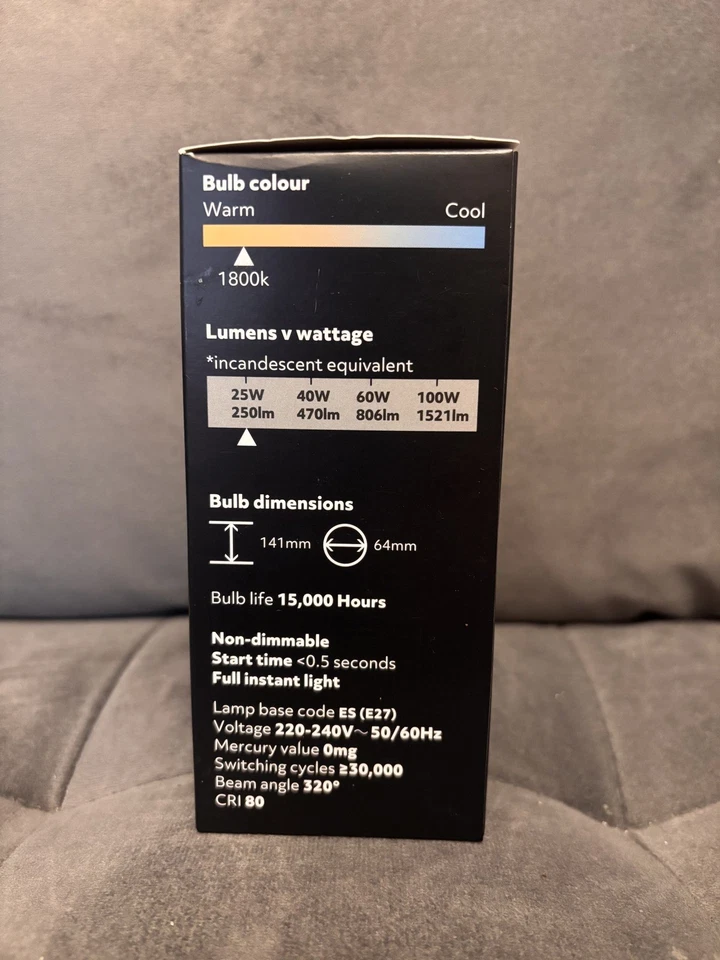 Bulb colour
Warm Cool
1800k
Lumens v wattage
*incandescent equivalent
25W 40W 60W 100W
250lm 470lm 806lm 1521lm
Bulb dimensions
141mm 64mm
Bulb life 15,000 Hours
Non-dimmable
Start time <0.5 seconds
Full instant light
Lamp base code ES (E27)
Voltage 220-240V~50/60Hz
Mercury value 0mg
Switching cycles ≥30,000
Beam angle 320°
CRI 80